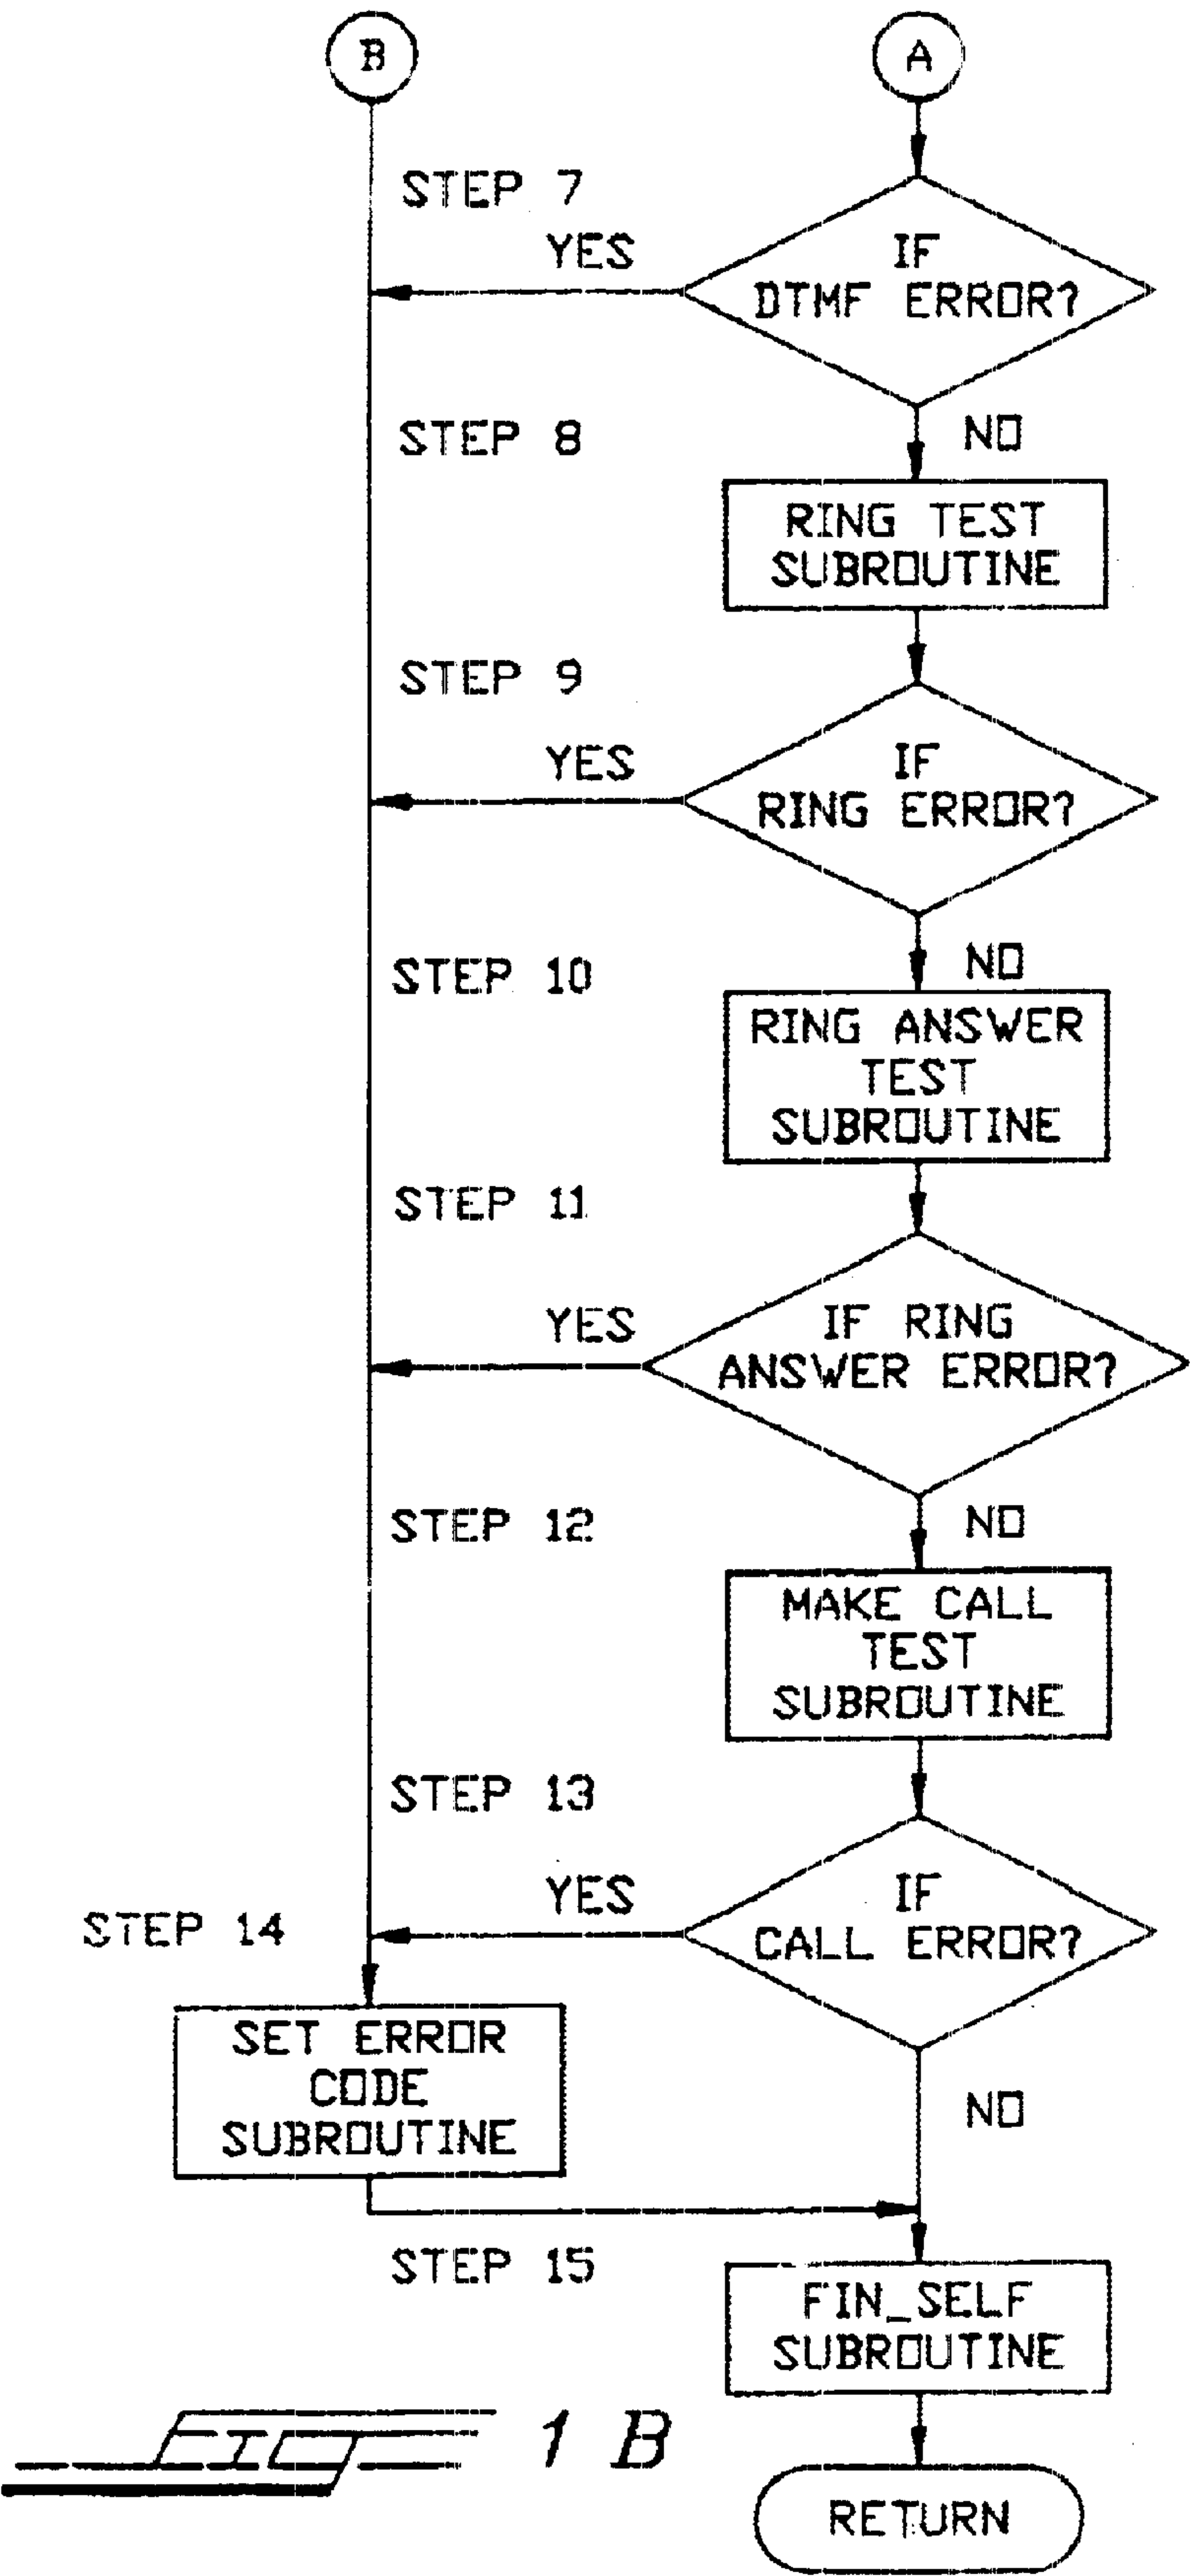 B
A
STEP 7
YES
IF
DTMF ERROR?
STEP 8
NO
RING TEST
SUBROUTINE
STEP 9
YES
IF
RING ERROR?
STEP 10
NO
RING ANSWER
TEST
SUBROUTINE
STEP 11
YES
IF RING
ANSWER ERROR?
STEP 12
NO
MAKE CALL
TEST
SUBROUTINE
STEP 13
YES
IF
CALL ERROR?
STEP 14
SET ERROR
CODE
SUBROUTINE
NO
STEP 15
FIN_SELF
SUBROUTINE
RETURN
FIG 1 B